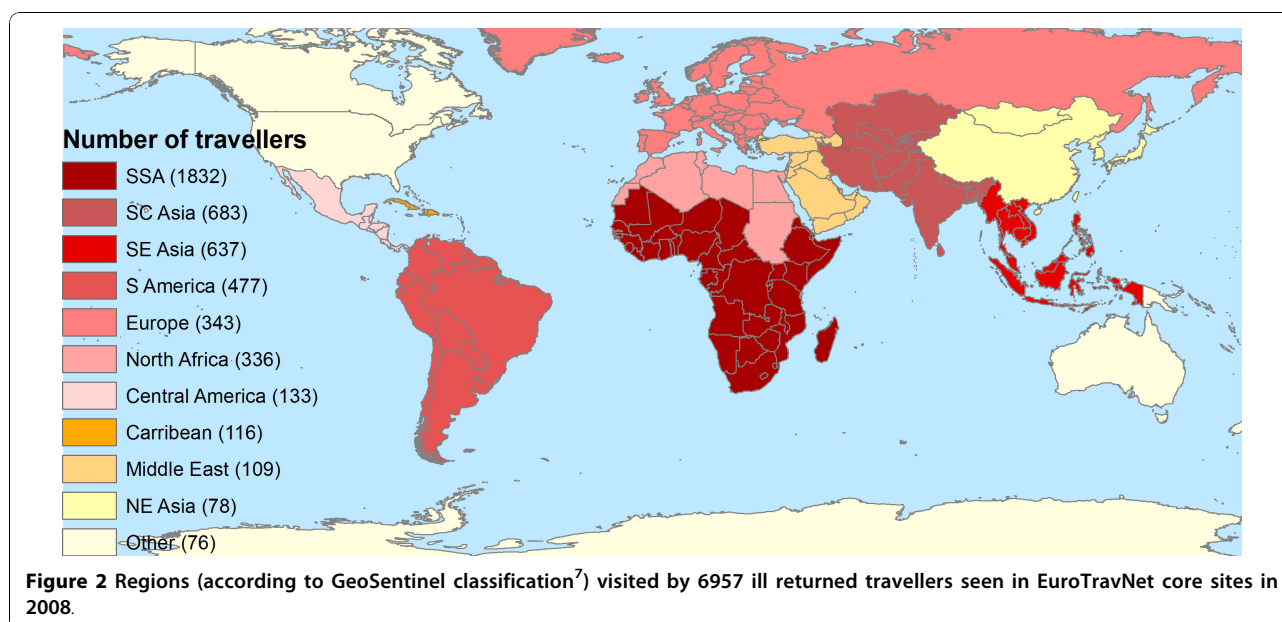 Number of travellers
SSA (1832)
SC Asia (683)
SE Asia (637)
S America (477)
Europe (343)
North Africa (336)
Central America (133)
Carribean (116)
Middle East (109)
NE Asia (78)
Other (76)
Figure 2 Regions (according to GeoSentinel classification7) visited by 6957 ill returned travellers seen in EuroTravNet core sites in
2008.